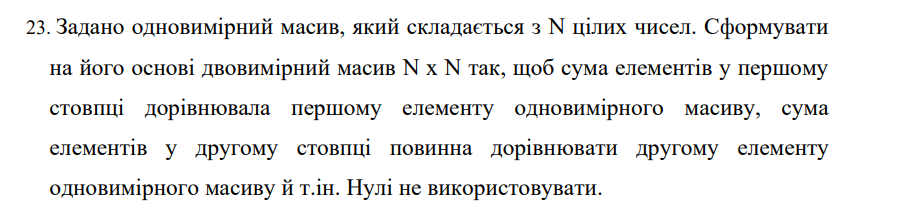 23. Задано одновимірний масив, який складається з N цілих чисел. Сформувати
на його основі двовимірний масив N x N так, щоб сума елементів у першому
стовпці дорівнювала першому елементу одновимірного масиву, сума
елементів у другому стовпці повинна дорівнювати другому елементу
одновимірного масиву й т.ін. Нулі не використовувати.